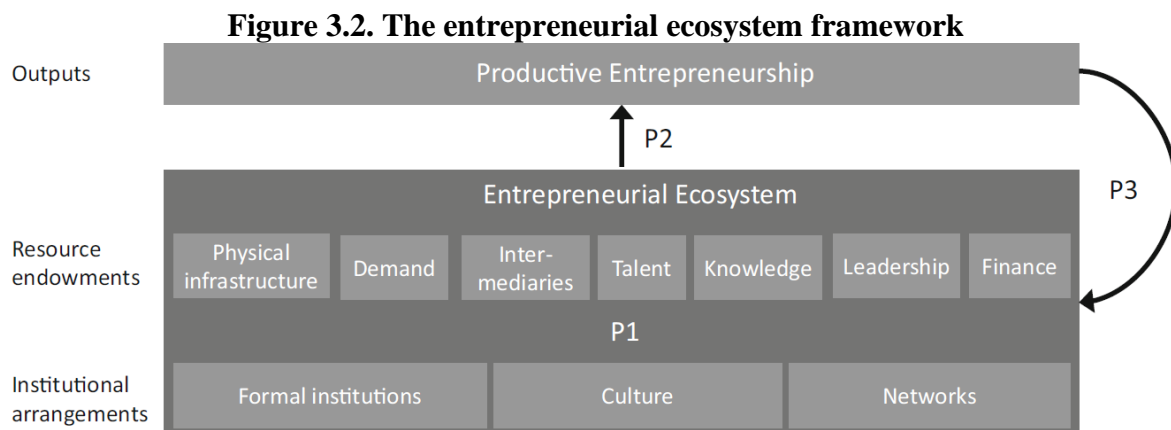 Figure 3.2. The entrepreneurial ecosystem framework
Outputs
Productive Entrepreneurship
P2
P3
Entrepreneurial Ecosystem
Resource
endowments
Physical
infrastructure
Demand
Inter-
mediaries
Talent
Knowledge
Leadership
Finance
P1
Institutional
arrangements
Formal institutions
Culture
Networks